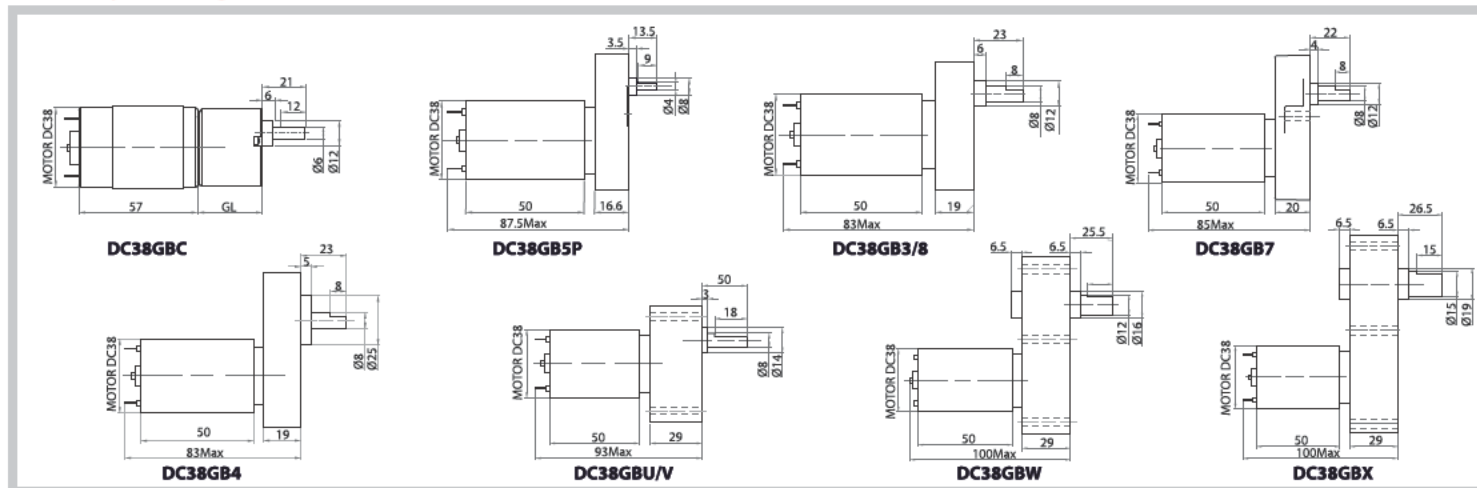 21
6
12
MOTOR DC38
Ø6
Ø12
57
GL
DC38GBC
13.5
3.5
9
MOTOR DC38
Ø4
Ø8
50
16.6
87.5Max
DC38GB5P
23
6
8
MOTOR DC38
Ø8
Ø12
50
19
83Max
DC38GB3/8
22
4
8
MOTOR DC38
Ø8
Ø12
50
20
85Max
DC38GB7
23
5
8
MOTOR DC38
Ø8
Ø25
50
19
83Max
DC38GB4
50
3
18
MOTOR DC38
Ø8
Ø14
50
29
93Max
DC38GBU/V
25.5
6.5
6.5
MOTOR DC38
Ø12
Ø16
50
29
100Max
DC38GBW
26.5
6.5
6.5
15
MOTOR DC38
Ø15
Ø19
50
29
100Max
DC38GBX